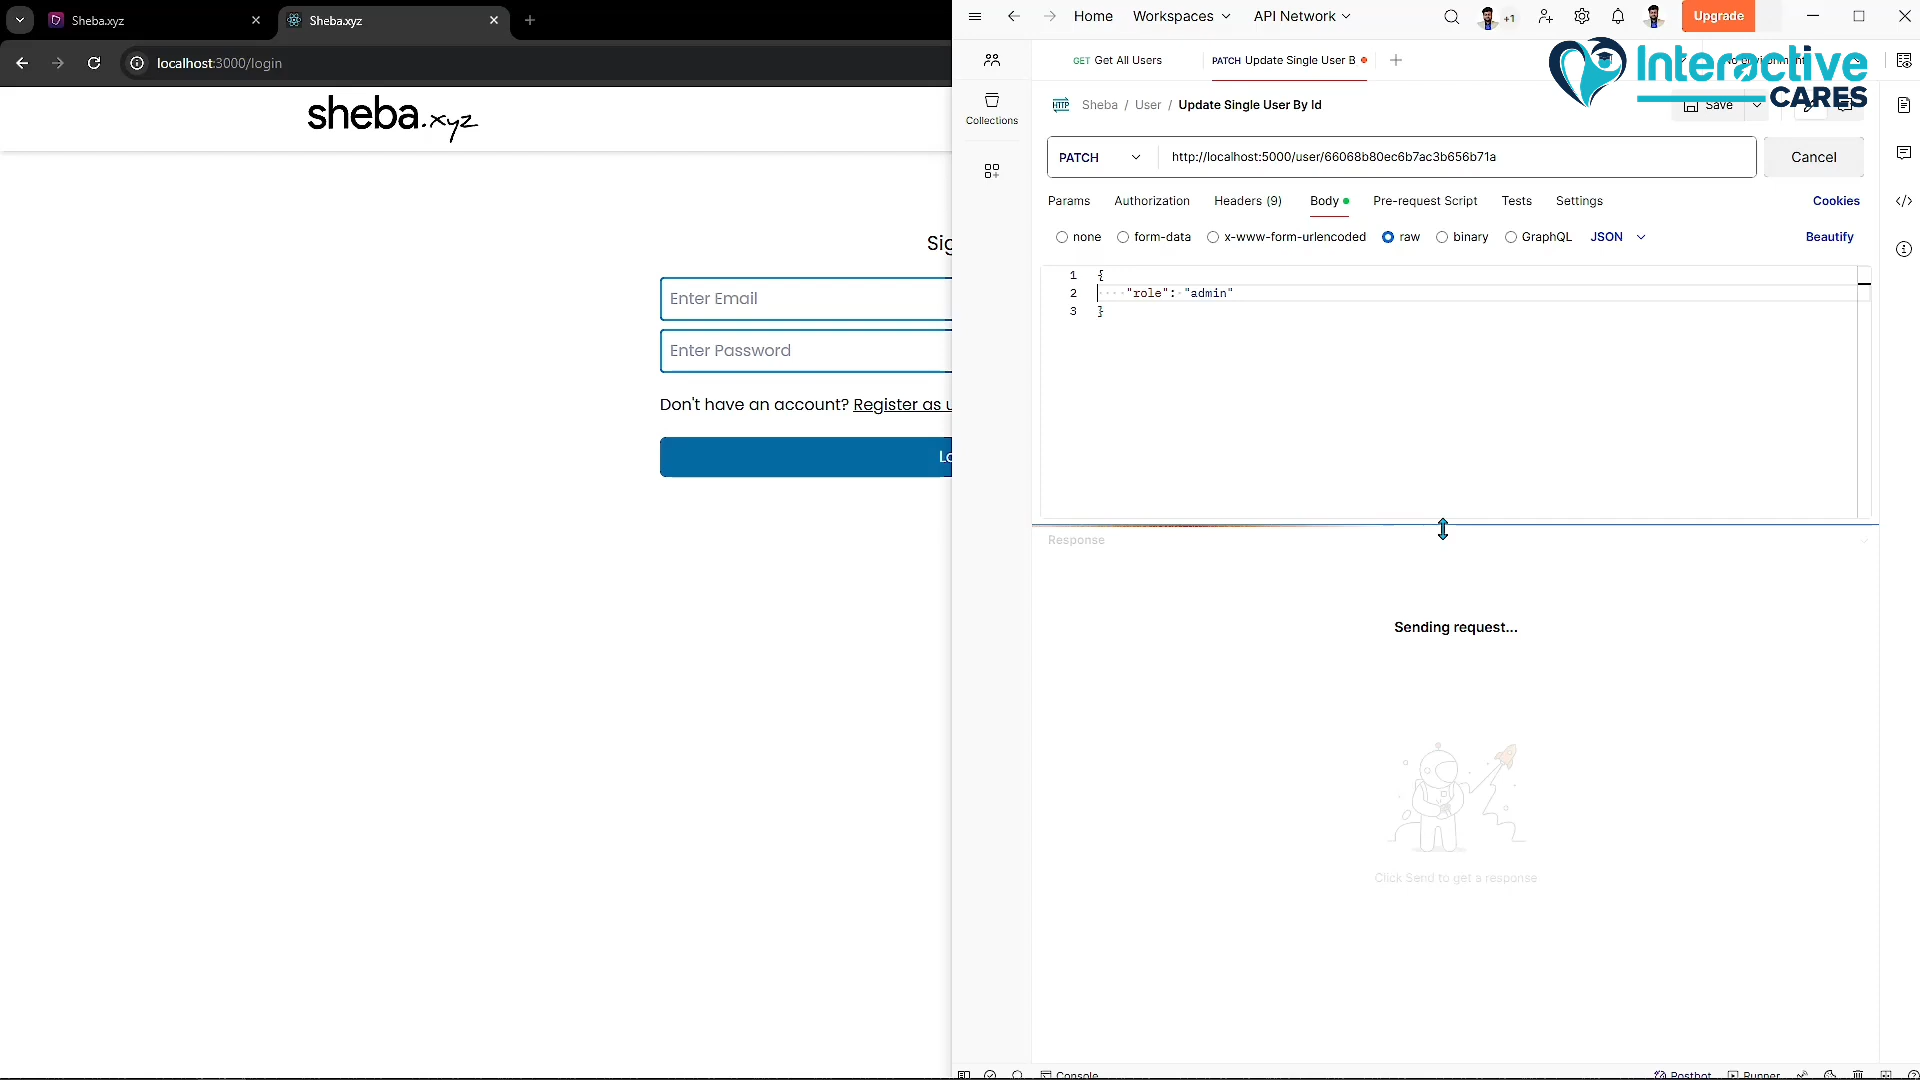 Sheba.xyz
Sheba.xyz
localhost:3000/login
sheba.xyz
Enter Email
Enter Password
Don't have an account? Register as
Home
Workspaces
API Network
+1
Upgrade
GET Get All Users
PATCH Update Single User B
Interactive
CARES
Sheba / User / Update Single User By Id
Save
Collections
HTTP
PATCH
http://localhost:5000/user/66068b80ec6b7ac3b656b71a
Cancel
Params
Authorization
Headers (9)
Body
Pre-request Script
Tests
Settings
Cookies
none
form-data
x-www-form-urlencoded
raw
binary
GraphQL
JSON
Beautify
1 {
2 "role": "admin"
3 }
Response
Sending request...
Click Send to get a response
Console
Postbot
Runner